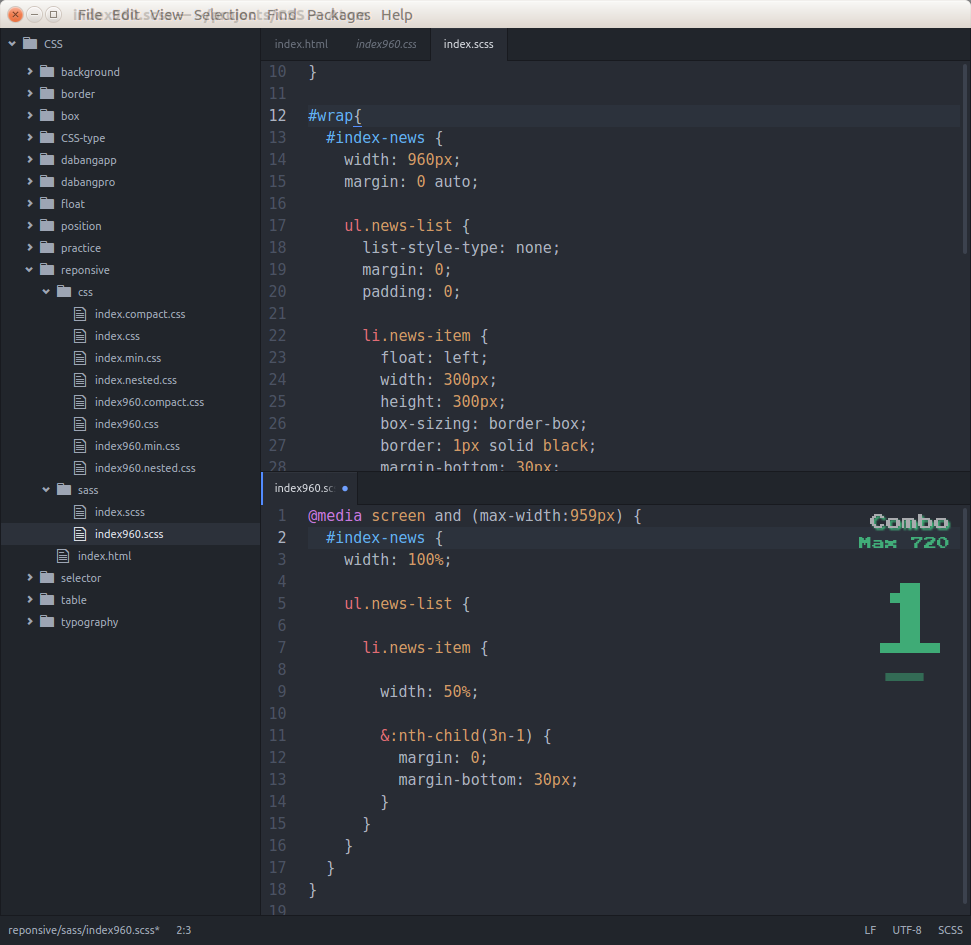 File Edit View Selection Find Packages Help
CSS
background
border
box
CSS-type
dabangapp
dabangpro
float
position
practice
reponsive
css
index.compact.css
index.css
index.min.css
index.nested.css
index960.compact.css
index960.css
index960.min.css
index960.nested.css
sass
index.scss
index960.scss
index.html
selector
table
typography
index.html index960.css index.scss
10 }
11
12 #wrap{
13 #index-news {
14 width: 960px;
15 margin: 0 auto;
16
17 ul.news-list {
18 list-style-type: none;
19 margin: 0;
20 padding: 0;
21
22 li.news-item {
23 float: left;
24 width: 300px;
25 height: 300px;
26 box-sizing: border-box;
27 border: 1px solid black;
28 margin-bottom: 30px;
index960.sc
1 @media screen and (max-width:959px) {
2 #index-news {
3 width: 100%;
4
5 ul.news-list {
6
7 li.news-item {
8
9 width: 50%;
10
11 &:nth-child(3n-1) {
12 margin: 0;
13 margin-bottom: 30px;
14 }
15 }
16 }
17 }
18 }
19
Combo
Max 720
1
reponsive/sass/index960.scss* 2:3 LF UTF-8 SCSS